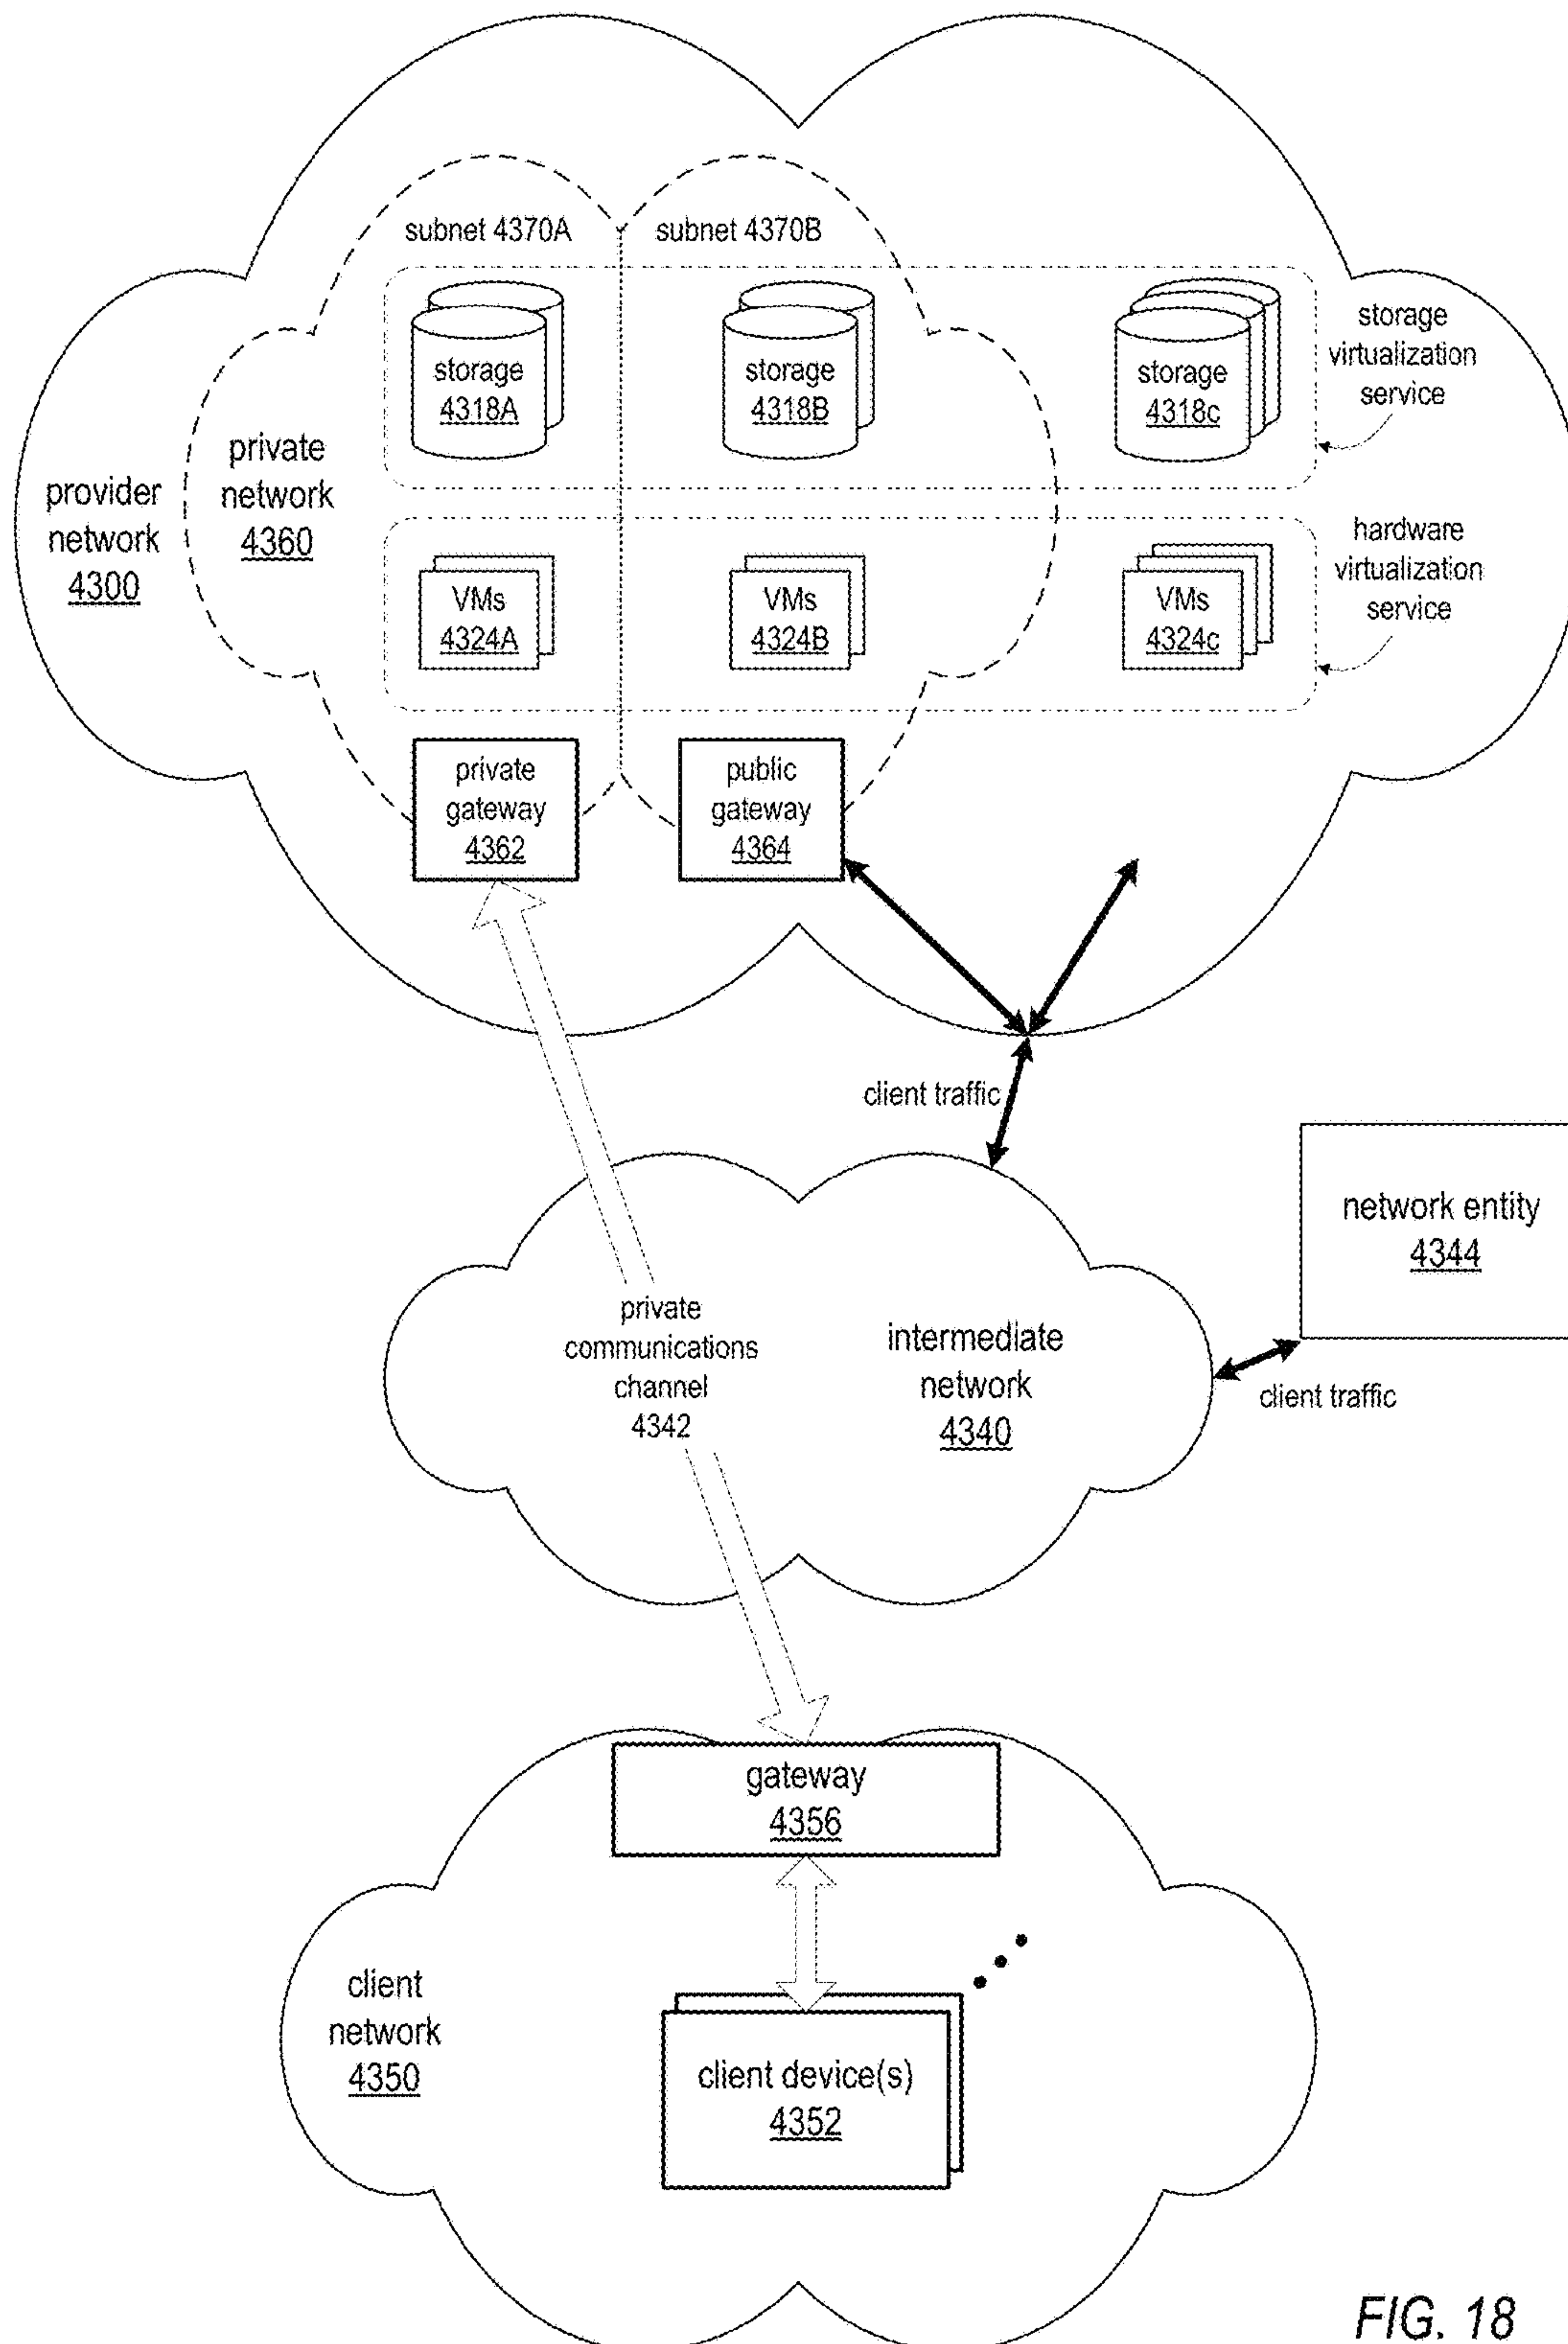 subnet 4370A
subnet 4370B
storage
4318A
storage
4318B
storage
4318c
storage
virtualization
service
provider
network
4300
private
network
4360
VMs
4324A
VMs
4324B
VMs
4324c
hardware
virtualization
service
private
gateway
4362
public
gateway
4364
client traffic
network entity
4344
private
communications
channel
4342
intermediate
network
4340
client traffic
gateway
4356
client
network
4350
client device(s)
4352
FIG. 18